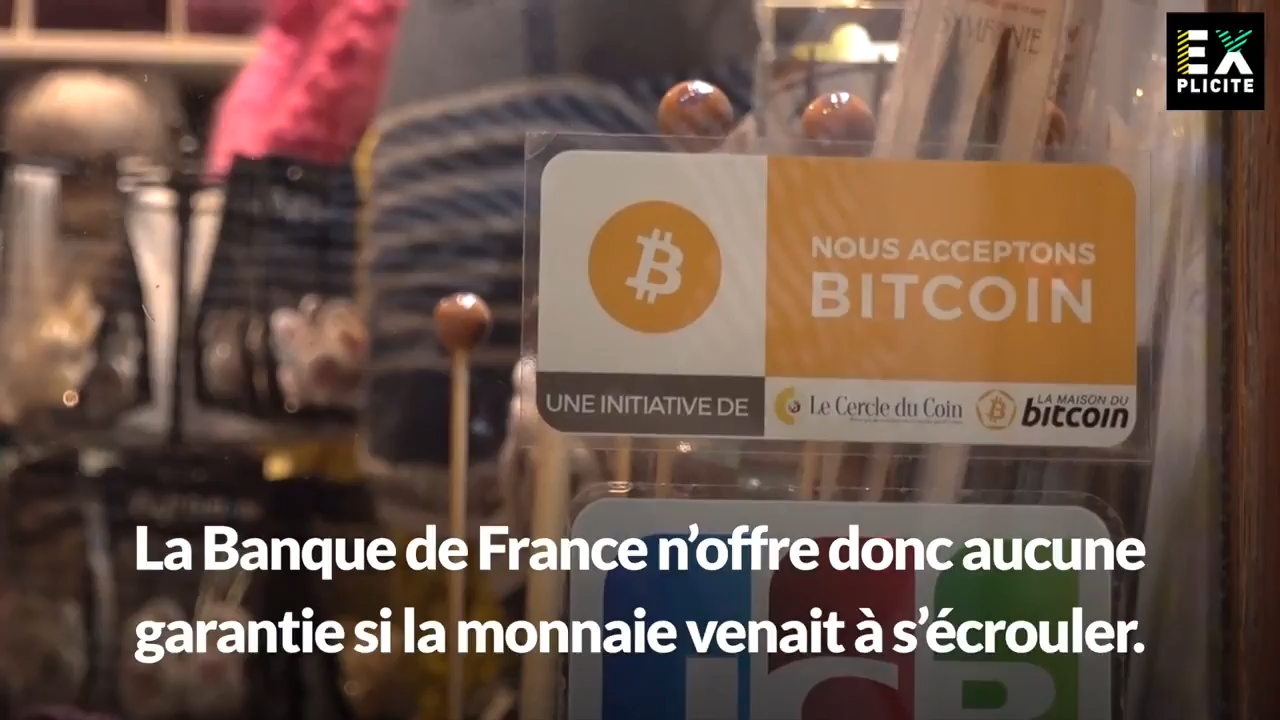 EX
PLICITE
NOUS ACCEPTONS
BITCOIN
UNE INITIATIVE DE
Le Cercle du Coin
LA MAISON DU
bitcoin
La Banque de France n’offre donc aucune
garantie si la monnaie venait à s’écrouler.
JCB